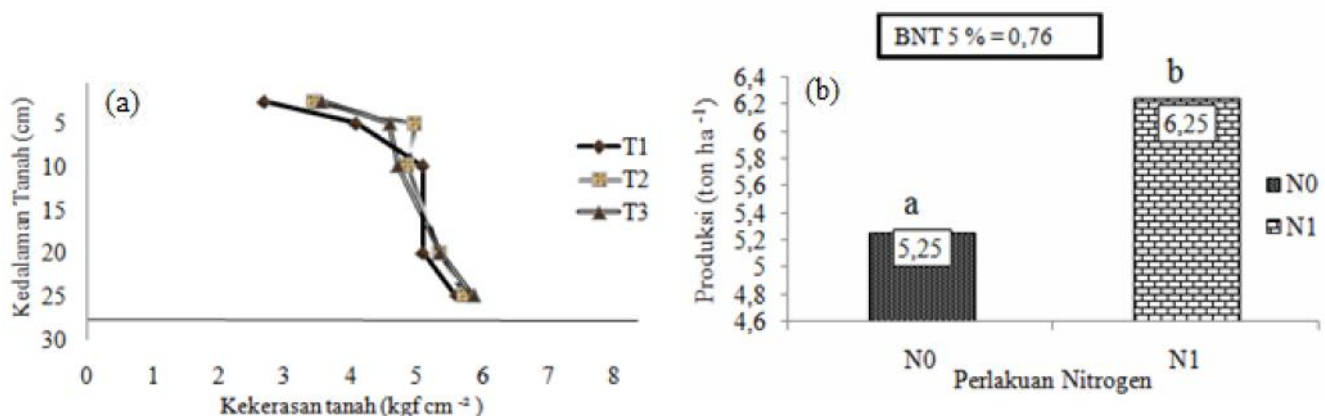 (a)
Kedalaman Tanah (cm)
5
10
15
20
25
30
0 1 2 3 4 5 6 7 8
Kekerasan tanah (kgf cm ⁻²)
T1
T2
T3
BNT 5 % = 0,76
(b)
Produksi (ton ha ⁻¹)
6,4
6,2
6
5,8
5,6
5,4
5,2
5
4,8
4,6
a
5,25
b
6,25
N0 N1
Perlakuan Nitrogen
N0
N1